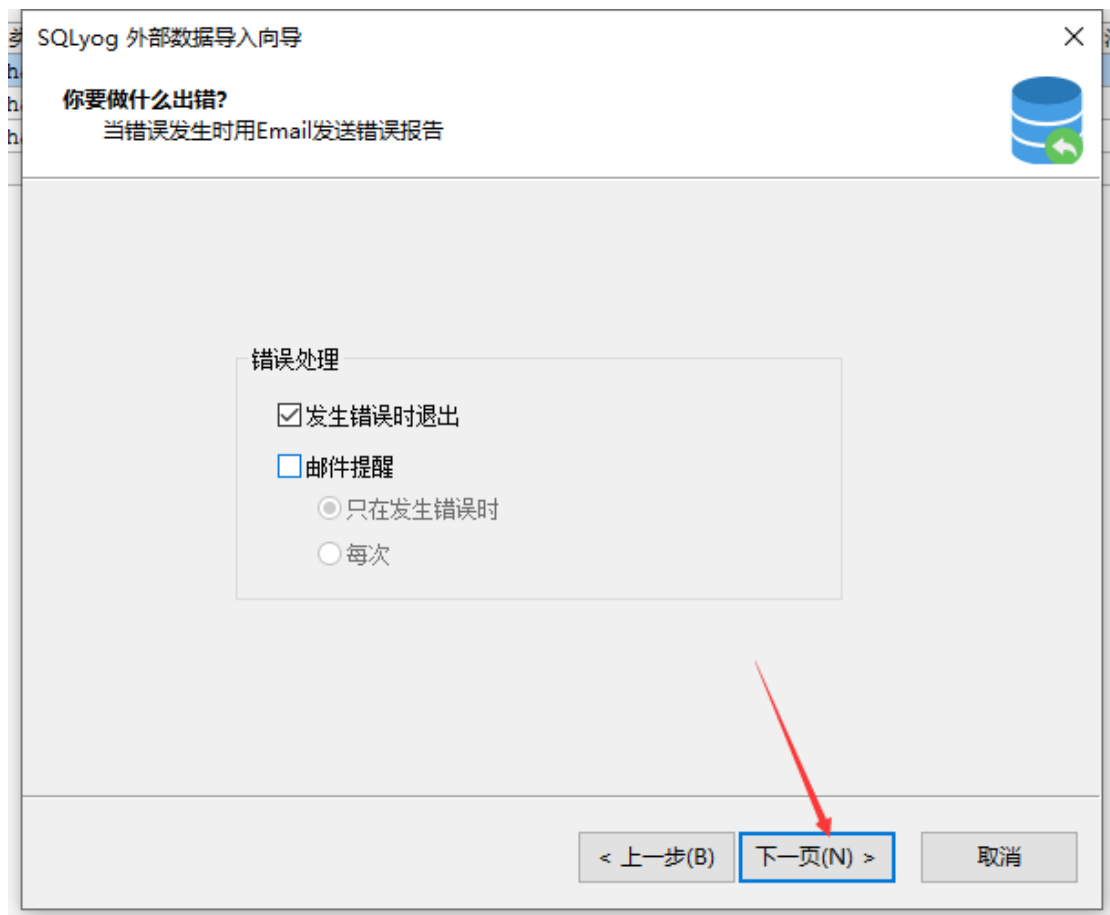 SQLyog 外部数据导入向导
你要做什么出错?
当错误发生时用Email发送错误报告
错误处理
发生错误时退出
邮件提醒
只在发生错误时
每次
< 上一步(B)
下一页(N) >
取消